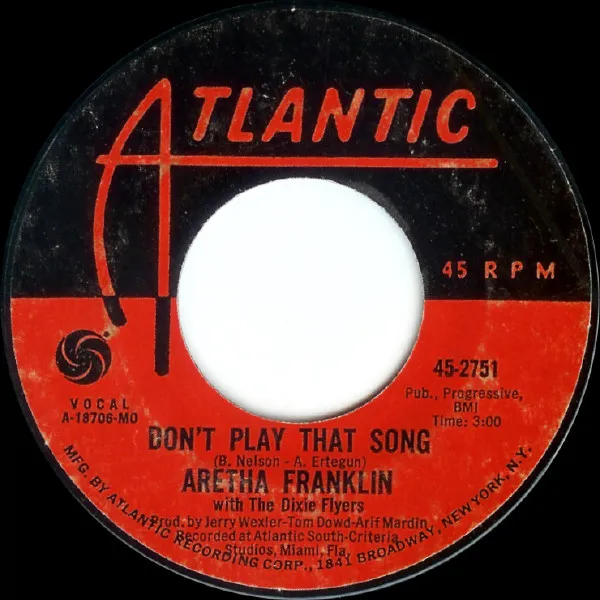 ATLANTIC
45 RPM
45-2751
Pub., Progressive,
BMI
Time: 3:00
VOCAL
A-18706-MO
DON'T PLAY THAT SONG
(B. Nelson - A. Ertegun)
ARETHA FRANKLIN
with The Dixie Flyers
Prod. by Jerry Wexler-Tom Dowd-Arif Mardin
Recorded at Atlantic South-Criteria
Studios, Miami, Fla.
MFG. BY ATLANTIC RECORDING CORP., 1841 BROADWAY, NEW YORK, N.Y.